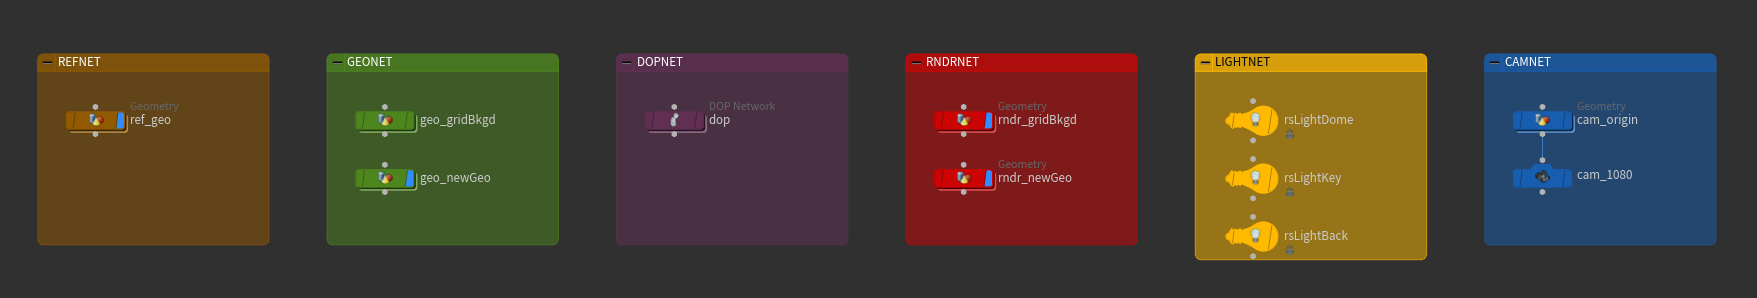 REFNET
Geometry
ref_geo
GEONET
geo_gridBkgd
geo_newGeo
DOPNET
DOP Network
dop
RNDRNET
Geometry
rndr_gridBkgd
Geometry
rndr_newGeo
LIGHTNET
rsLightDome
rsLightKey
rsLightBack
CAMNET
Geometry
cam_origin
cam_1080